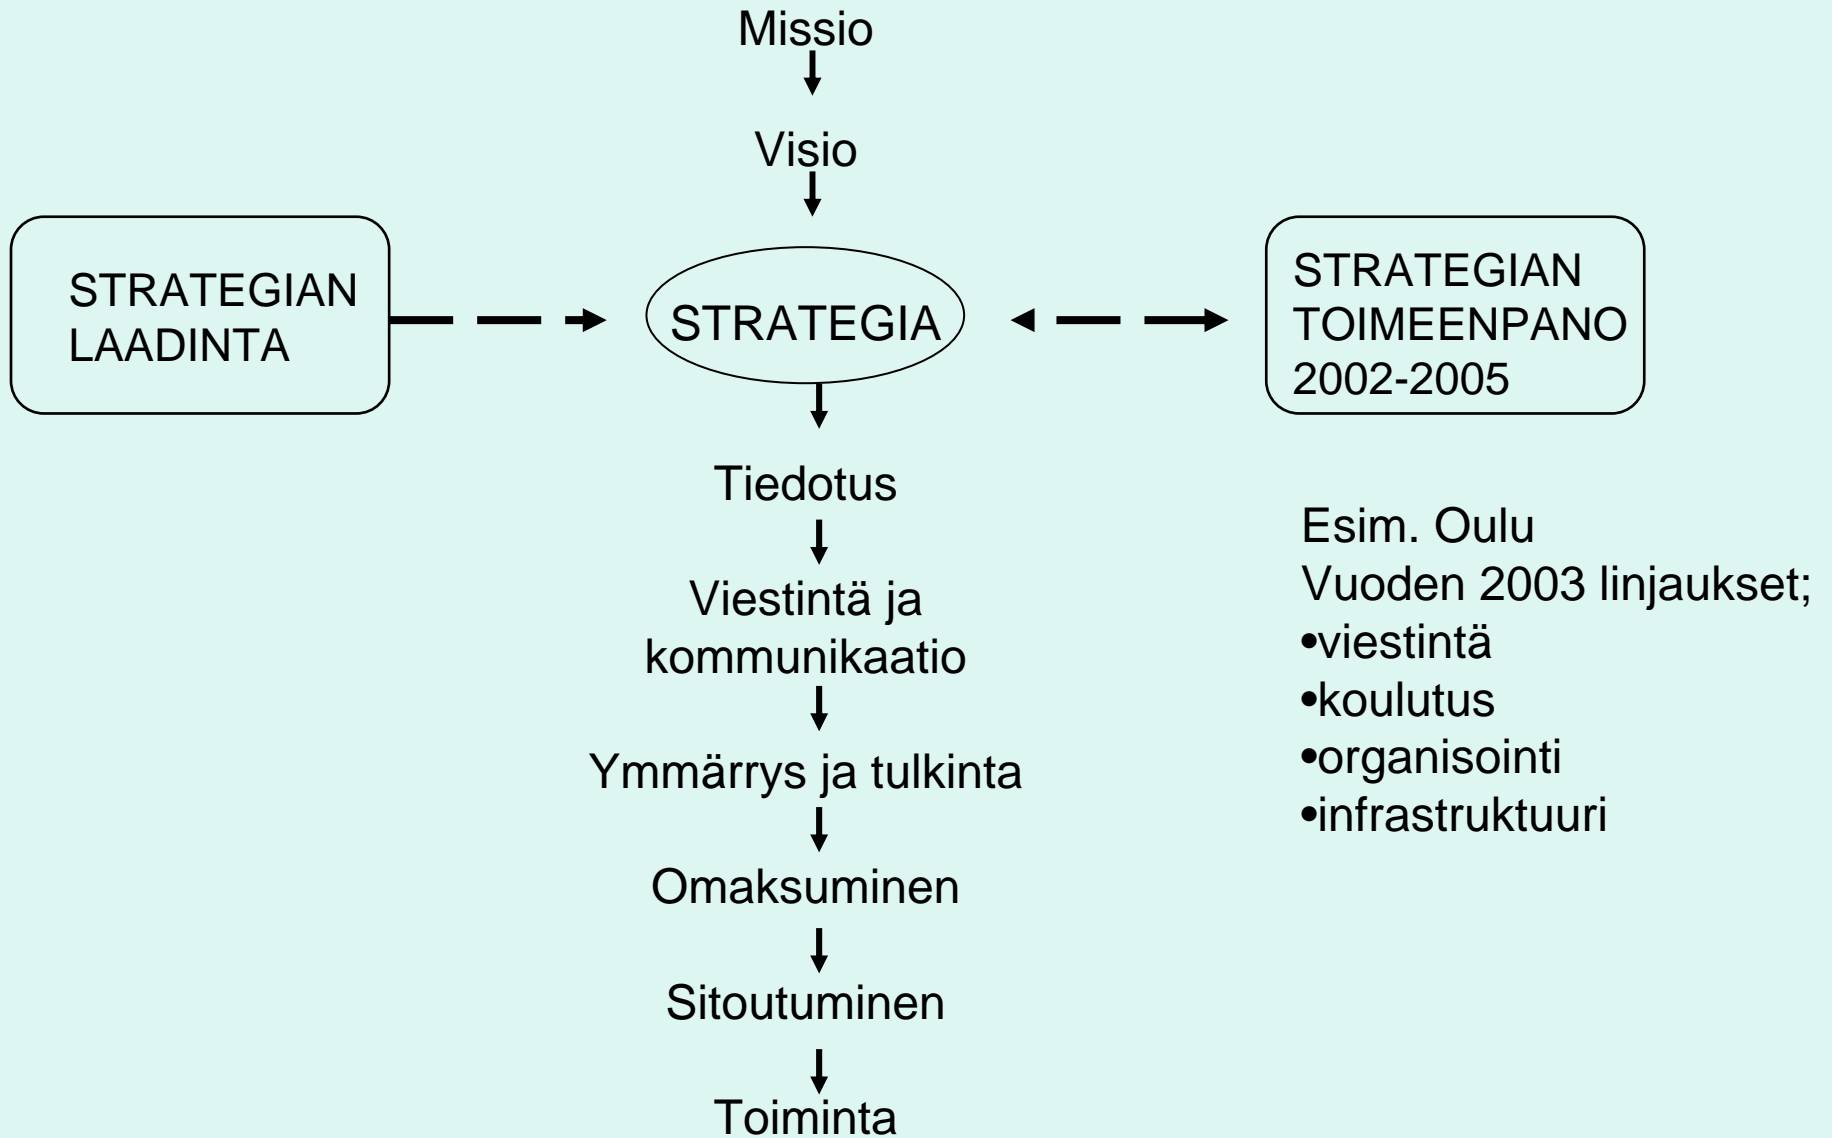 Missio
Visio
STRATEGIAN
LAADINTA
STRATEGIA
STRATEGIAN
TOIMEENPANO
2002-2005
Tiedotus
Viestintä ja
kommunikaatio
Ymmärrys ja tulkinta
Omaksuminen
Sitoutuminen
Toiminta
Esim. Oulu
Vuoden 2003 linjaukset;
•viestintä
•koulutus
•organisointi
•infrastruktuuri